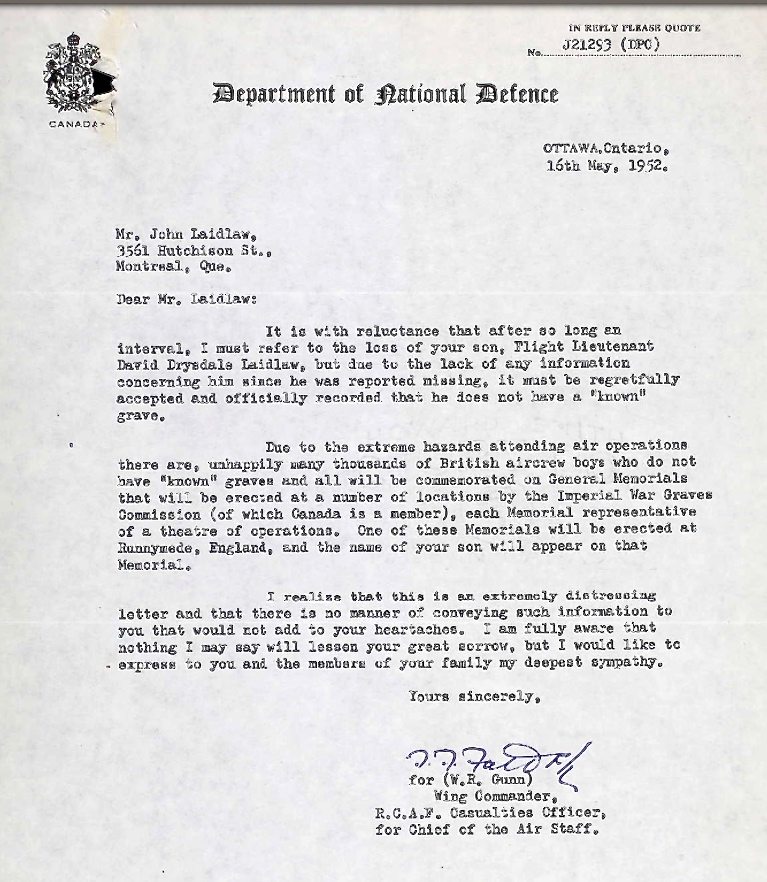 IN REPLY PLEASE QUOTE
No. J21293 (DPC)
CANADA
Department of National Defence
OTTAWA, Ontario,
16th May, 1952.
Mr. John Laidlaw,
3561 Hutchison St.,
Montreal, Que.
Dear Mr. Laidlaw:
It is with reluctance that after so long an
interval, I must refer to the loss of your son, Flight Lieutenant
David Drysdale Laidlaw, but due to the lack of any information
concerning him since he was reported missing, it must be regretfully
accepted and officially recorded that he does not have a "known"
grave.
Due to the extreme hazards attending air operations
there are, unhappily many thousands of British aircrew boys who do not
have "known" graves and all will be commemorated on General Memorials
that will be erected at a number of locations by the Imperial War Graves
Commission (of which Canada is a member), each Memorial representative
of a theatre of operations. One of these Memorials will be erected at
Runnymede, England, and the name of your son will appear on that
Memorial.
I realize that this is an extremely distressing
letter and that there is no manner of conveying such information to
you that would not add to your heartaches. I am fully aware that
nothing I may say will lessen your great sorrow, but I would like to
express to you and the members of your family my deepest sympathy.
Yours sincerely,
for (W.R. Gunn)
Wing Commander,
R.C.A.F. Casualties Officer,
for Chief of the Air Staff.